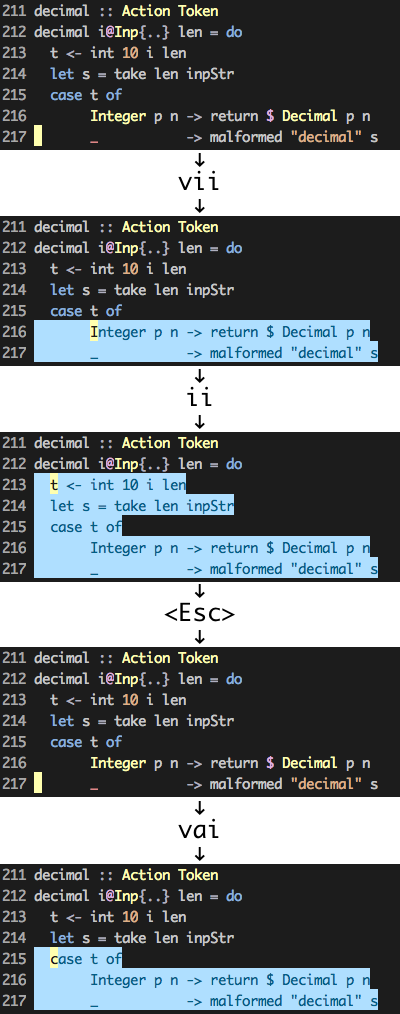 211 decimal :: Action Token
212 decimal i@Inp{..} len = do
213   t <- int 10 i len
214   let s = take len inpStr
215   case t of
216        Integer p n -> return $ Decimal p n
217        _           -> malformed "decimal" s
↓
vii
↓
211 decimal :: Action Token
212 decimal i@Inp{..} len = do
213   t <- int 10 i len
214   let s = take len inpStr
215   case t of
216        Integer p n -> return $ Decimal p n
217        _           -> malformed "decimal" s
↓
ii
↓
211 decimal :: Action Token
212 decimal i@Inp{..} len = do
213   t <- int 10 i len
214   let s = take len inpStr
215   case t of
216        Integer p n -> return $ Decimal p n
217        _           -> malformed "decimal" s
↓
<Esc>
↓
211 decimal :: Action Token
212 decimal i@Inp{..} len = do
213   t <- int 10 i len
214   let s = take len inpStr
215   case t of
216        Integer p n -> return $ Decimal p n
217        _           -> malformed "decimal" s
↓
vai
↓
211 decimal :: Action Token
212 decimal i@Inp{..} len = do
213   t <- int 10 i len
214   let s = take len inpStr
215   case t of
216        Integer p n -> return $ Decimal p n
217        _           -> malformed "decimal" s